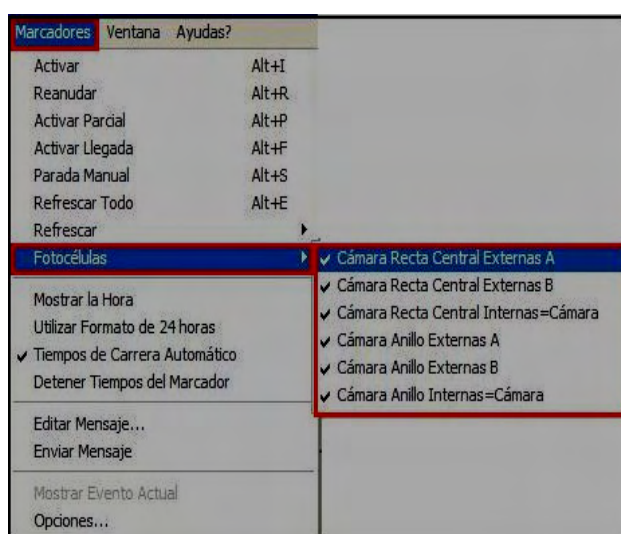 Marcadores Ventana Ayudas?
Activar Alt+I
Reanudar Alt+R
Activar Parcial Alt+P
Activar Llegada Alt+F
Parada Manual Alt+S
Refrescar Todo Alt+E
Refrescar
Fotocélulas
Cámara Recta Central Externas A
Cámara Recta Central Externas B
Cámara Recta Central Internas=Cámara
Cámara Anillo Externas A
Cámara Anillo Externas B
Cámara Anillo Internas=Cámara
Mostrar la Hora
Utilizar Formato de 24 horas
Tiempos de Carrera Automático
Detener Tiempos del Marcador
Editar Mensaje...
Enviar Mensaje
Mostrar Evento Actual
Opciones...